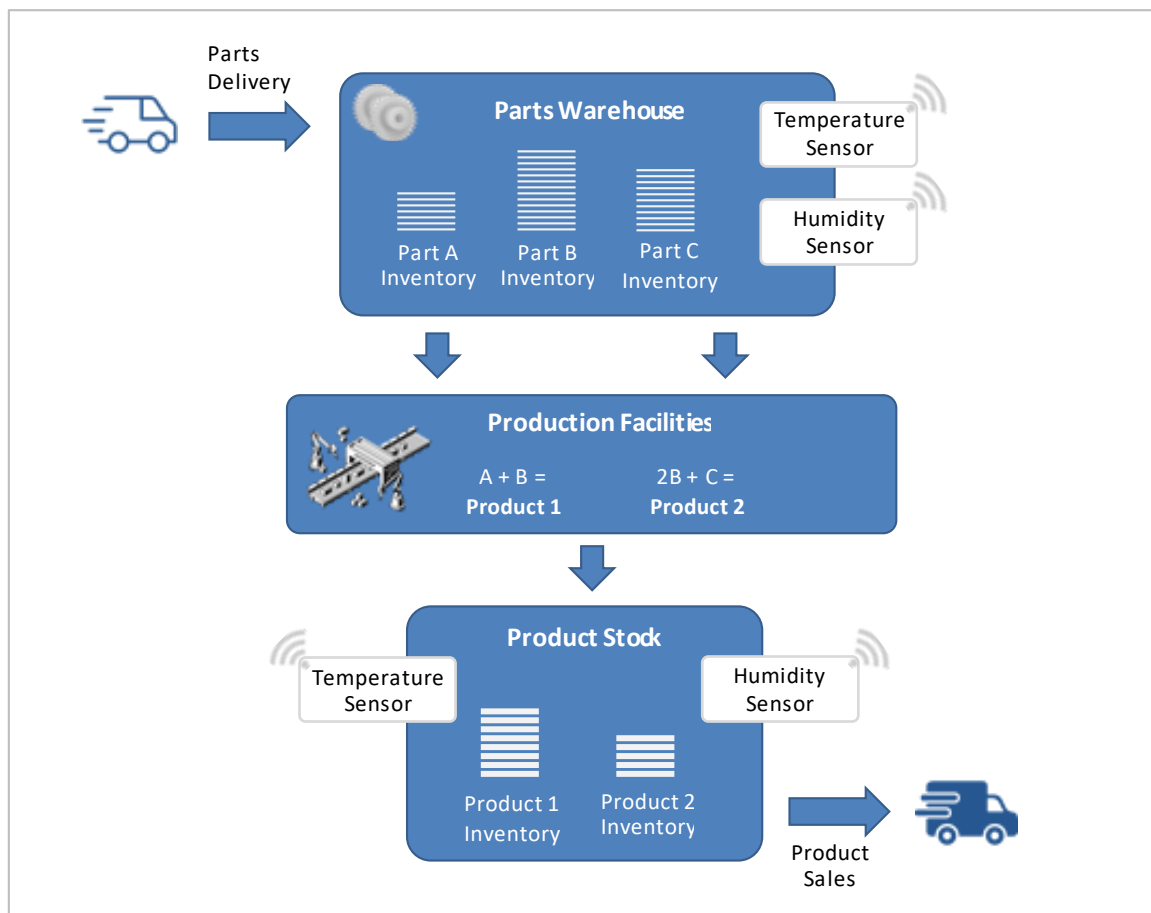 Parts
Delivery
Parts Warehouse
Temperature
Sensor
Humidity
Sensor
Part A
Inventory
Part B
Inventory
Part C
Inventory
Production Facilities
A + B =
Product 1
2B + C =
Product 2
Product Stock
Temperature
Sensor
Humidity
Sensor
Product 1
Inventory
Product 2
Inventory
Product
Sales